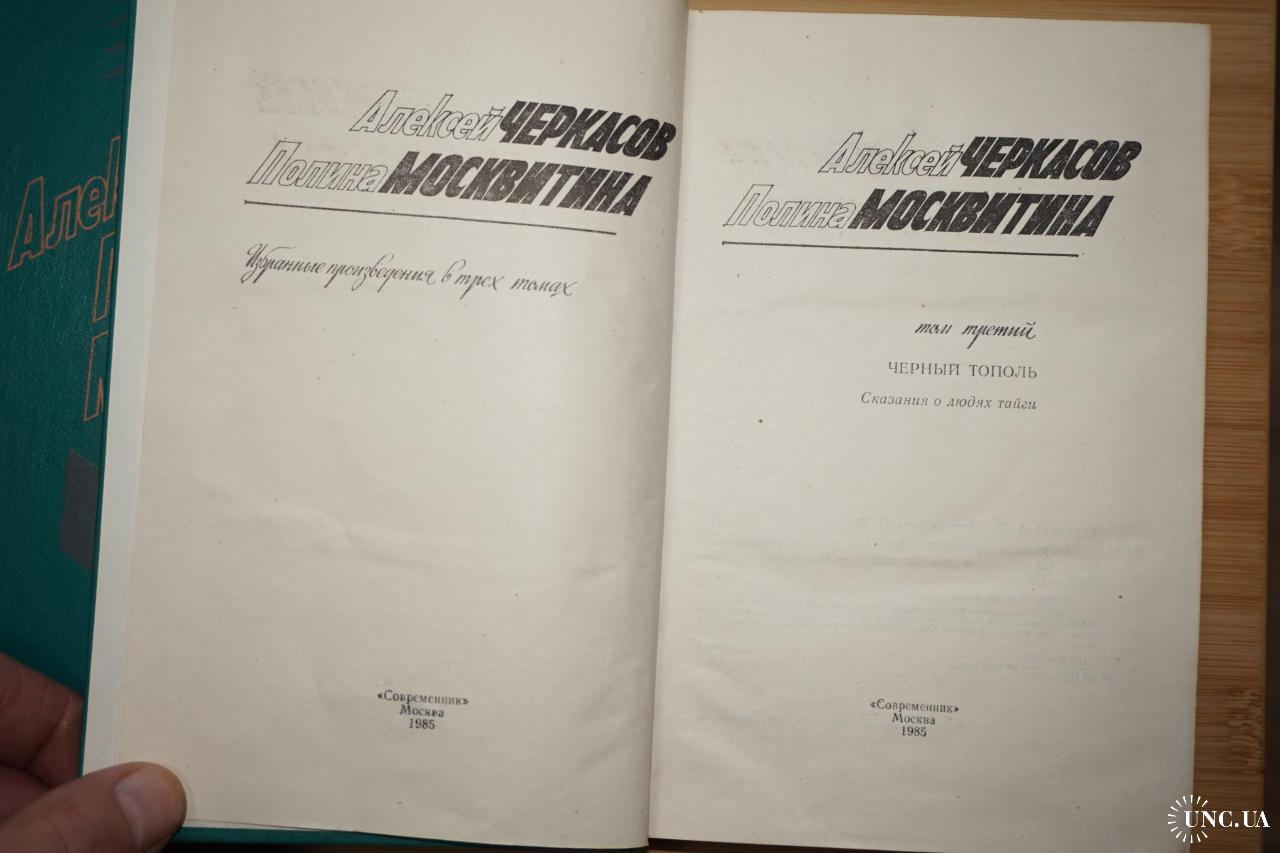 Алек
Алексей ЧЕРКАСОВ
Полина МОСКВИТИНА
Избранные произведения в трех томах
«Современник»
Москва
1985
Алексей ЧЕРКАСОВ
Полина МОСКВИТИНА
том третий
ЧЕРНЫЙ ТОПОЛЬ
Сказания о людях тайги
«Современник»
Москва
1985
UNC.UA